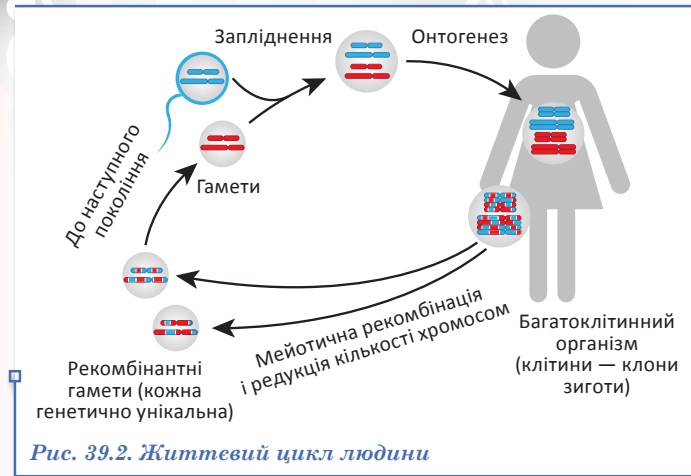 Запліднення
Онтогенез
До наступного
покоління
Гамети
Мейотична рекомбінація
і редукція кількості хромосом
Рекомбінантні
гамети (кожна
генетично унікальна)
Багатоклітинний
організм
(клітини — клони
зиготи)
Рис. 39.2. Життєвий цикл людини